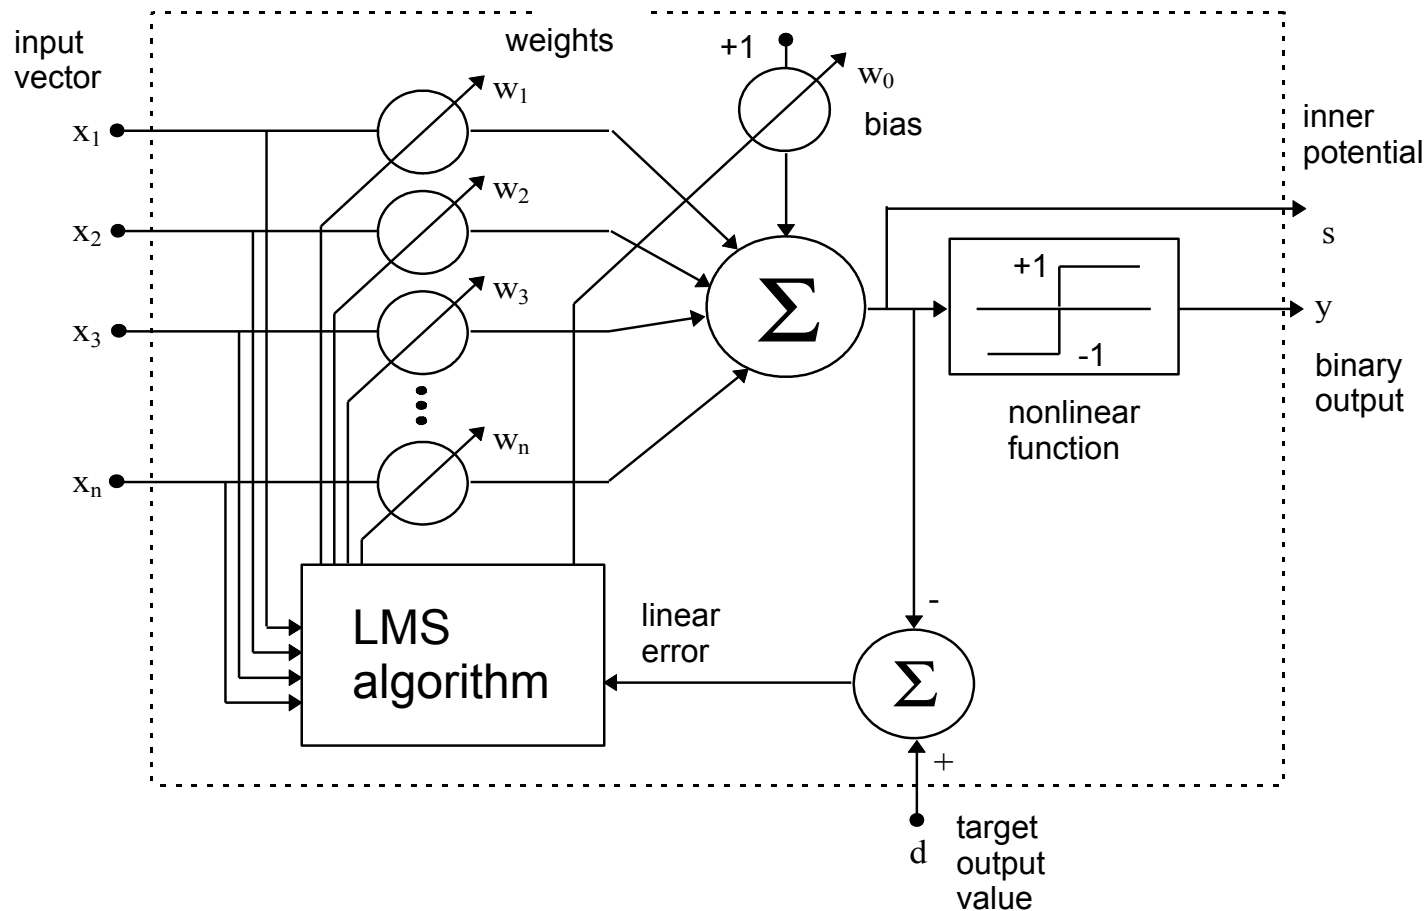 input
vector
weights
+1
w0
bias
x1
w1
x2
w2
x3
w3
xn
wn
Σ
inner
potential
s
+1
-1
y
nonlinear
function
binary
output
LMS
algorithm
linear
error
-
Σ
+
d
target
output
value